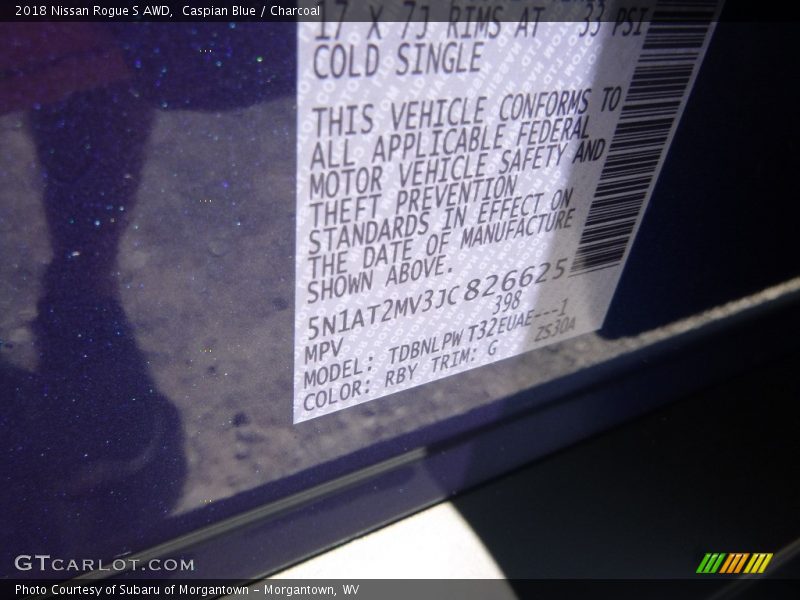 2018 Nissan Rogue S AWD,  Caspian Blue / Charcoal
17 X 7J RIMS AT 33 PSI
COLD SINGLE
THIS VEHICLE CONFORMS TO
ALL APPLICABLE FEDERAL
MOTOR VEHICLE SAFETY AND
THEFT PREVENTION
STANDARDS IN EFFECT ON
THE DATE OF MANUFACTURE
SHOWN ABOVE.
5N1AT2MV3JC826625
MPV 398
MODEL: TDBNLPWT32EUAE---1
COLOR: RBY TRIM: G ZS30A
GTCARLOT.COM
Photo Courtesy of Subaru of Morgantown - Morgantown, WV